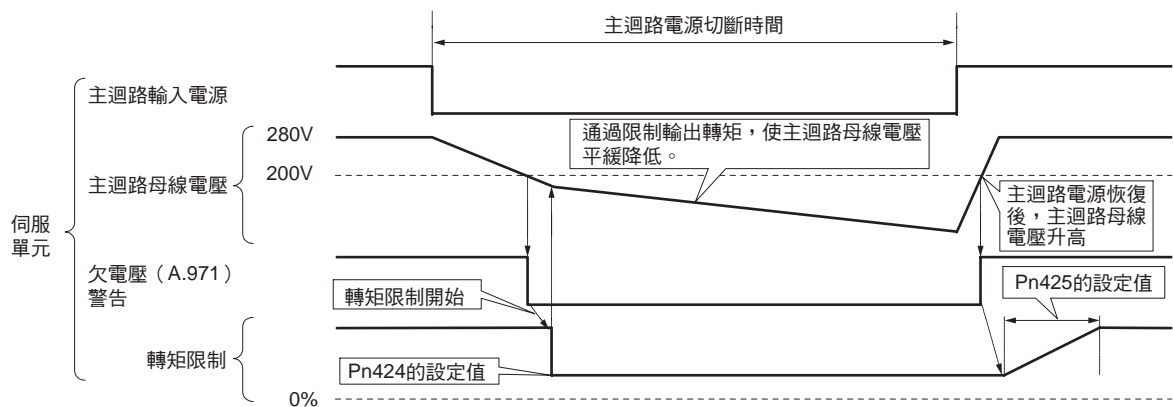 主迴路電源切斷時間
主迴路輸入電源
280V
通過限制輸出轉矩，使主迴路母線電壓
平緩降低。
200V
主迴路母線電壓
主迴路電源恢復
後，主迴路母線
電壓升高
伺服
單元
欠電壓（A.971）
警告
轉矩限制開始
Pn425的設定值
轉矩限制
Pn424的設定值
0%